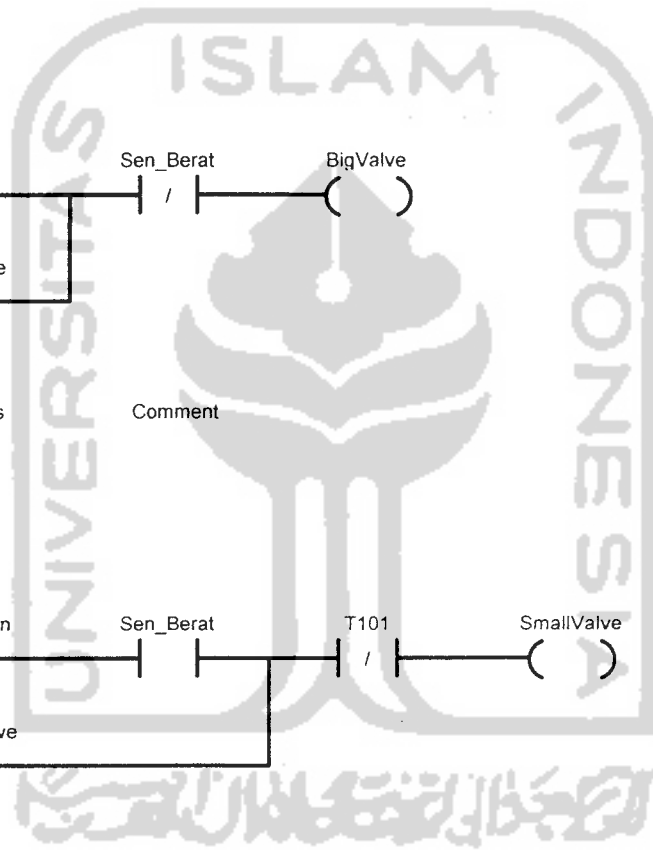 ISLAM
UNIVERSITAS
INDONESIA
Sen_Berat BigValve
e
s Comment
n Sen_Berat T101 SmallValve
ve